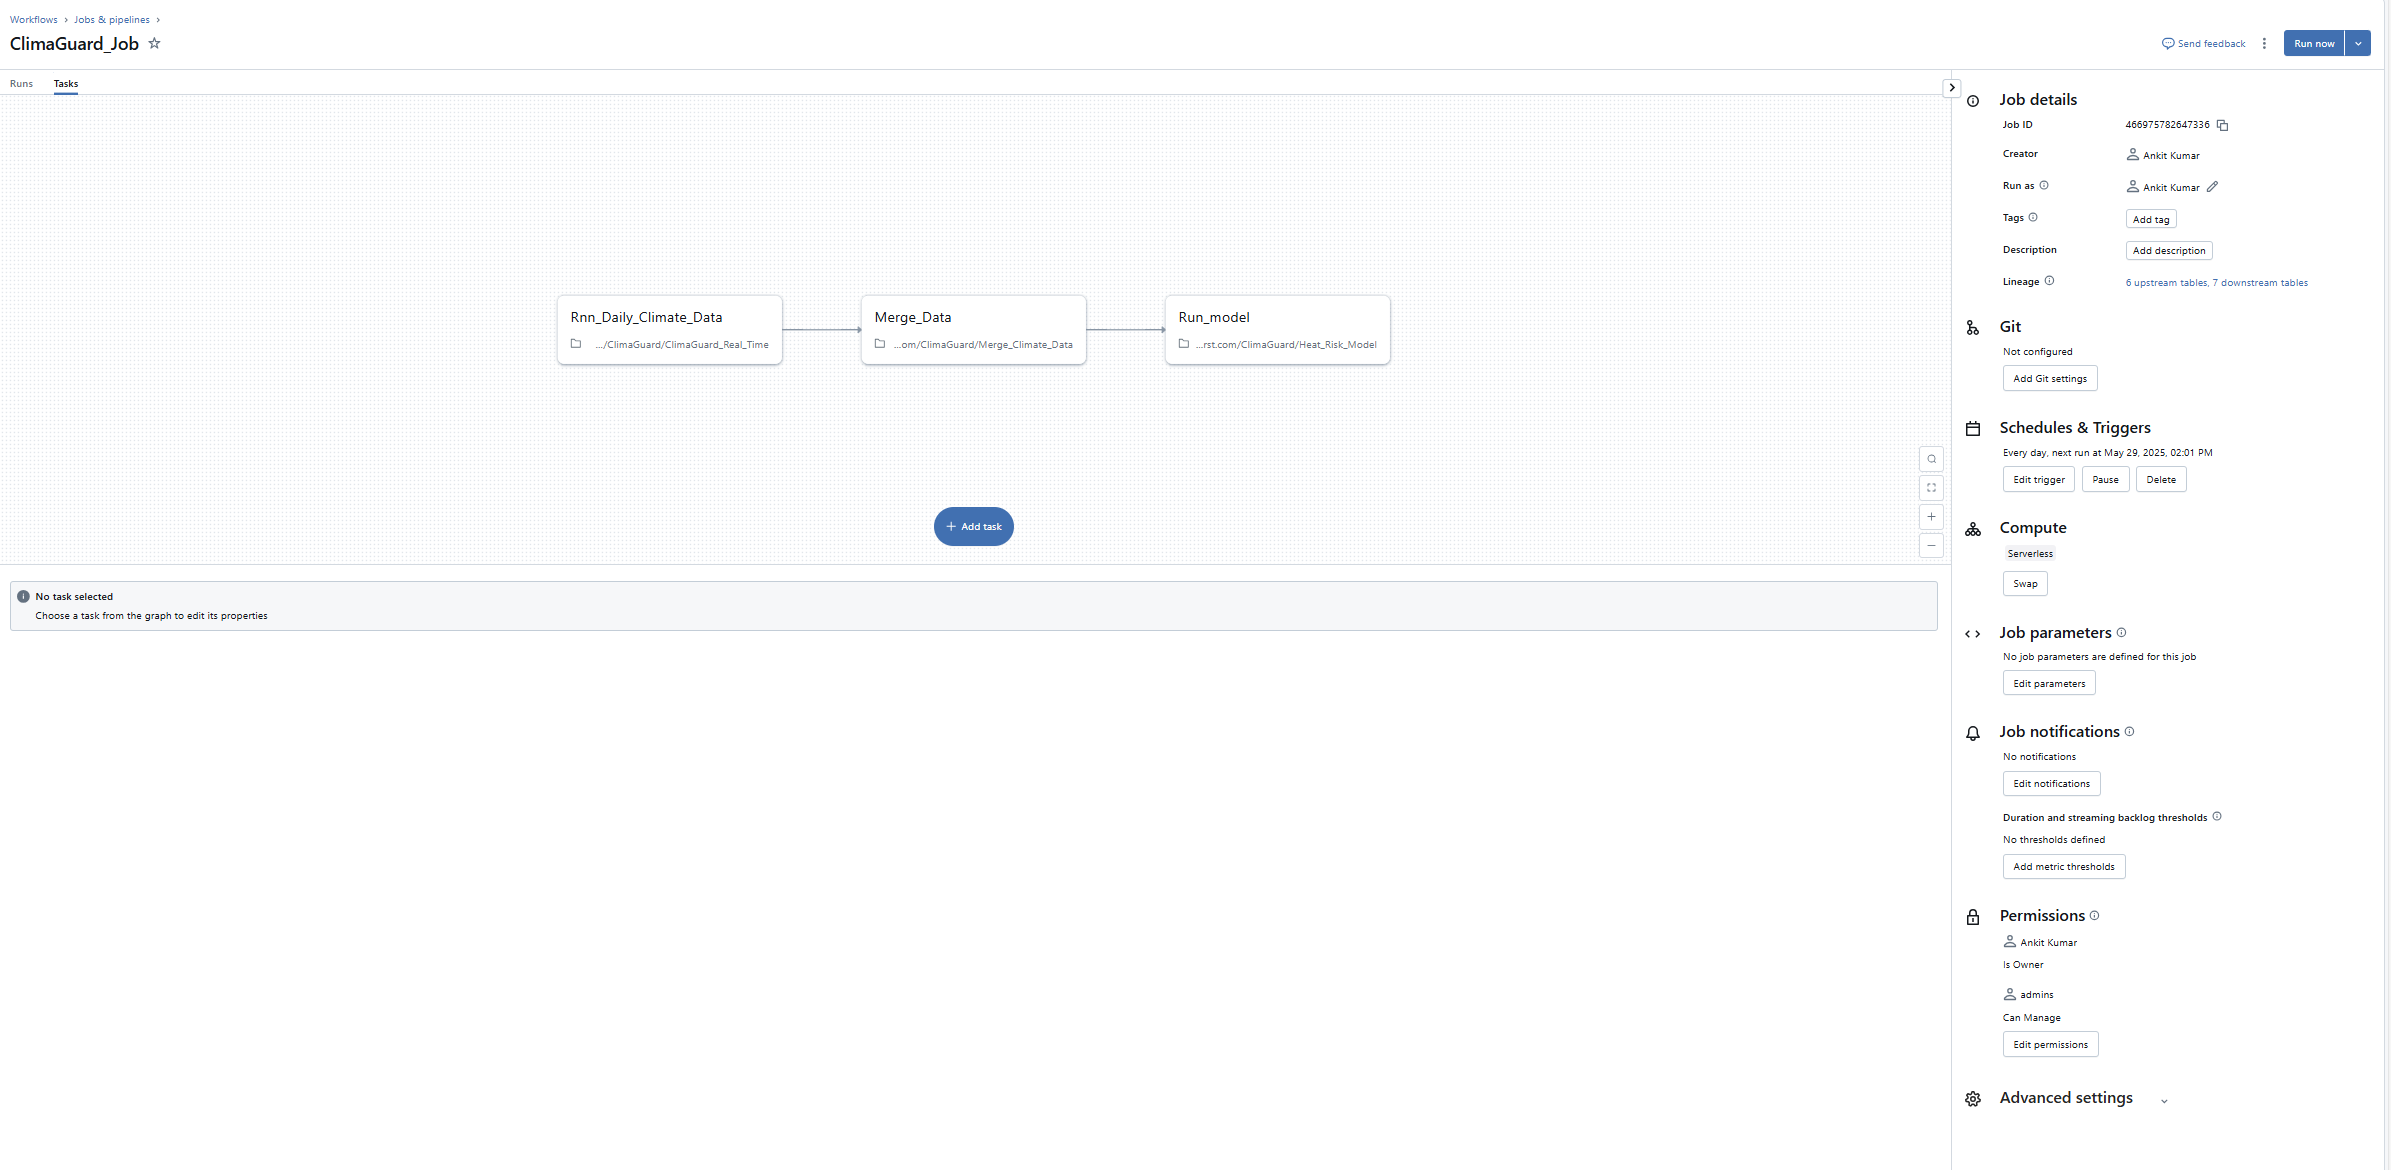 Workflows › Jobs & pipelines ›
ClimaGuard_Job
Send feedback
Run now
Runs Tasks
Rnn_Daily_Climate_Data
.../ClimaGuard/ClimaGuard_Real_Time
Merge_Data
...om/ClimaGuard/Merge_Climate_Data
Run_model
...rst.com/ClimaGuard/Heat_Risk_Model
+ Add task
No task selected
Choose a task from the graph to edit its properties
Job details
Job ID 466975782647336
Creator Ankit Kumar
Run as Ankit Kumar
Tags Add tag
Description Add description
Lineage 6 upstream tables, 7 downstream tables
Git
Not configured
Add Git settings
Schedules & Triggers
Every day, next run at May 29, 2025, 02:01 PM
Edit trigger Pause Delete
Compute
Serverless
Swap
Job parameters
No job parameters are defined for this job
Edit parameters
Job notifications
No notifications
Edit notifications
Duration and streaming backlog thresholds
No thresholds defined
Add metric thresholds
Permissions
Ankit Kumar
Is Owner
admins
Can Manage
Edit permissions
Advanced settings